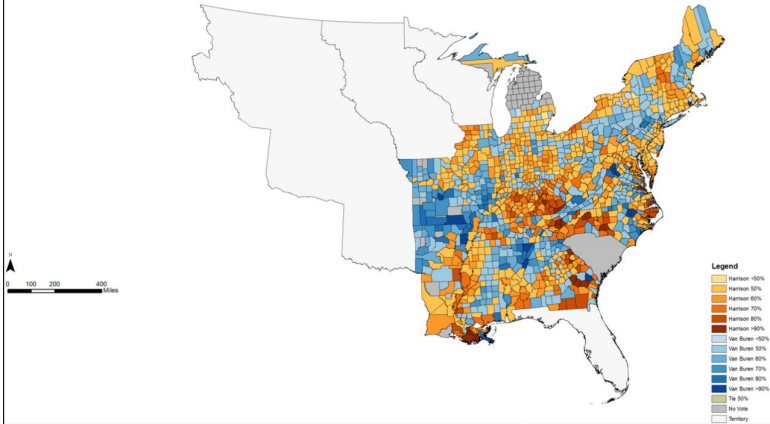 N
0 100 200 400
Miles
Legend
Harrison <50%
Harrison 50%
Harrison 60%
Harrison 70%
Harrison 80%
Harrison >90%
Van Buren <50%
Van Buren 50%
Van Buren 60%
Van Buren 70%
Van Buren 80%
Van Buren >90%
Tie 50%
No Vote
Territory